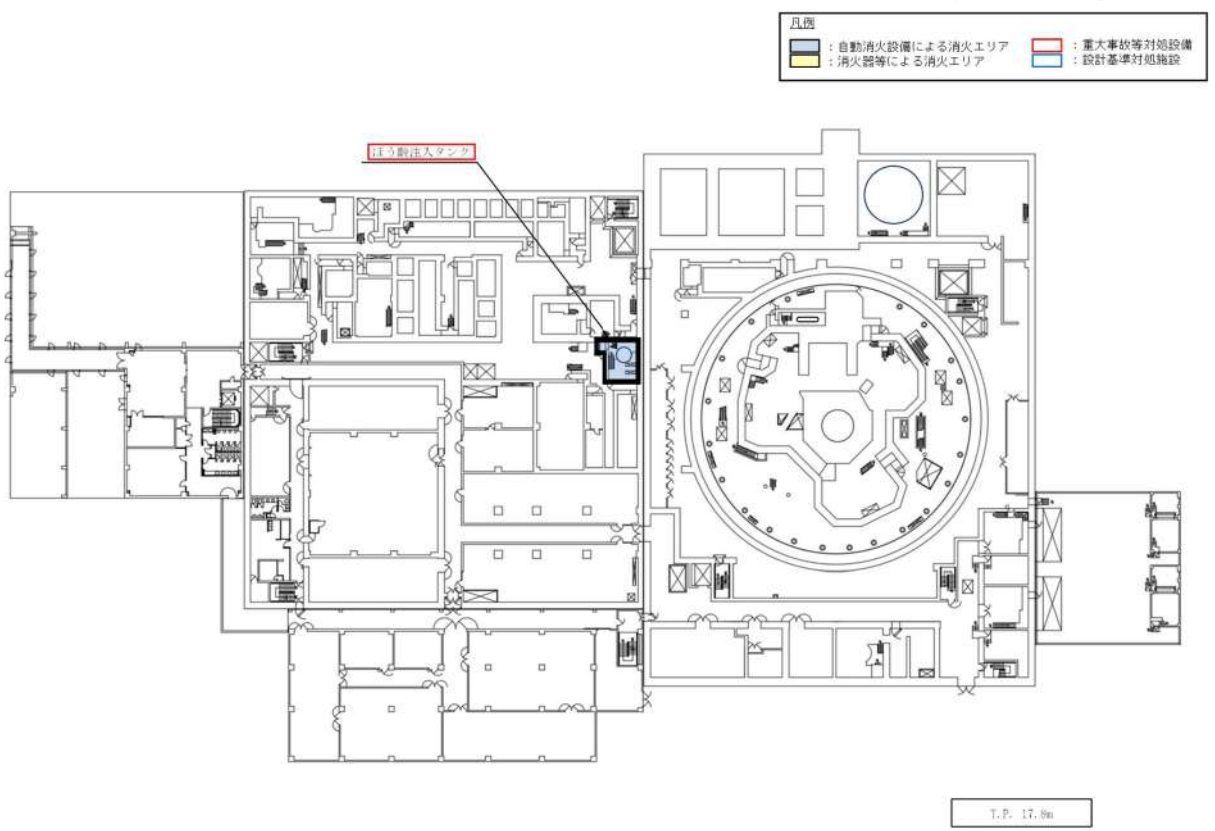 凡例
：自動消火設備による消火エリア
：重大事故等対処設備
：消火器等による消火エリア
：設計基準対処施設
ほう酸注入タンク
T.P. 17.8m